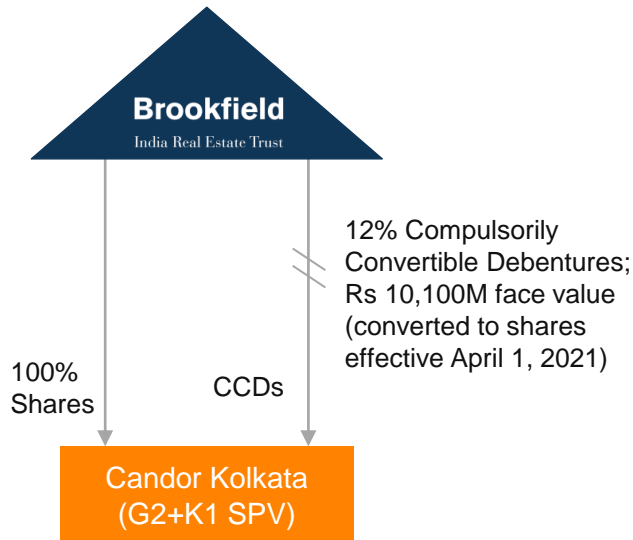 Brookfield
India Real Estate Trust
12% Compulsorily
Convertible Debentures;
Rs 10,100M face value
(converted to shares
effective April 1, 2021)
100%
Shares
CCDs
Candor Kolkata
(G2+K1 SPV)